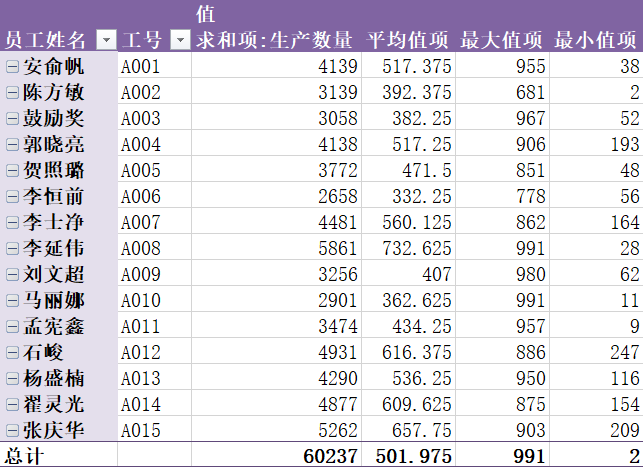 值
员工姓名 工号 求和项:生产数量 平均值项 最大值项 最小值项
安俞帆 A001 4139 517.375 955 38
陈方敏 A002 3139 392.375 681 2
鼓励奖 A003 3058 382.25 967 52
郭晓亮 A004 4138 517.25 906 193
贺照璐 A005 3772 471.5 851 48
李恒前 A006 2658 332.25 778 56
李士净 A007 4481 560.125 862 164
李延伟 A008 5861 732.625 991 28
刘文超 A009 3256 407 980 62
马丽娜 A010 2901 362.625 991 11
孟宪鑫 A011 3474 434.25 957 9
石峻 A012 4931 616.375 886 247
杨盛楠 A013 4290 536.25 950 116
翟灵光 A014 4877 609.625 875 154
张庆华 A015 5262 657.75 903 209
总计 60237 501.975 991 2